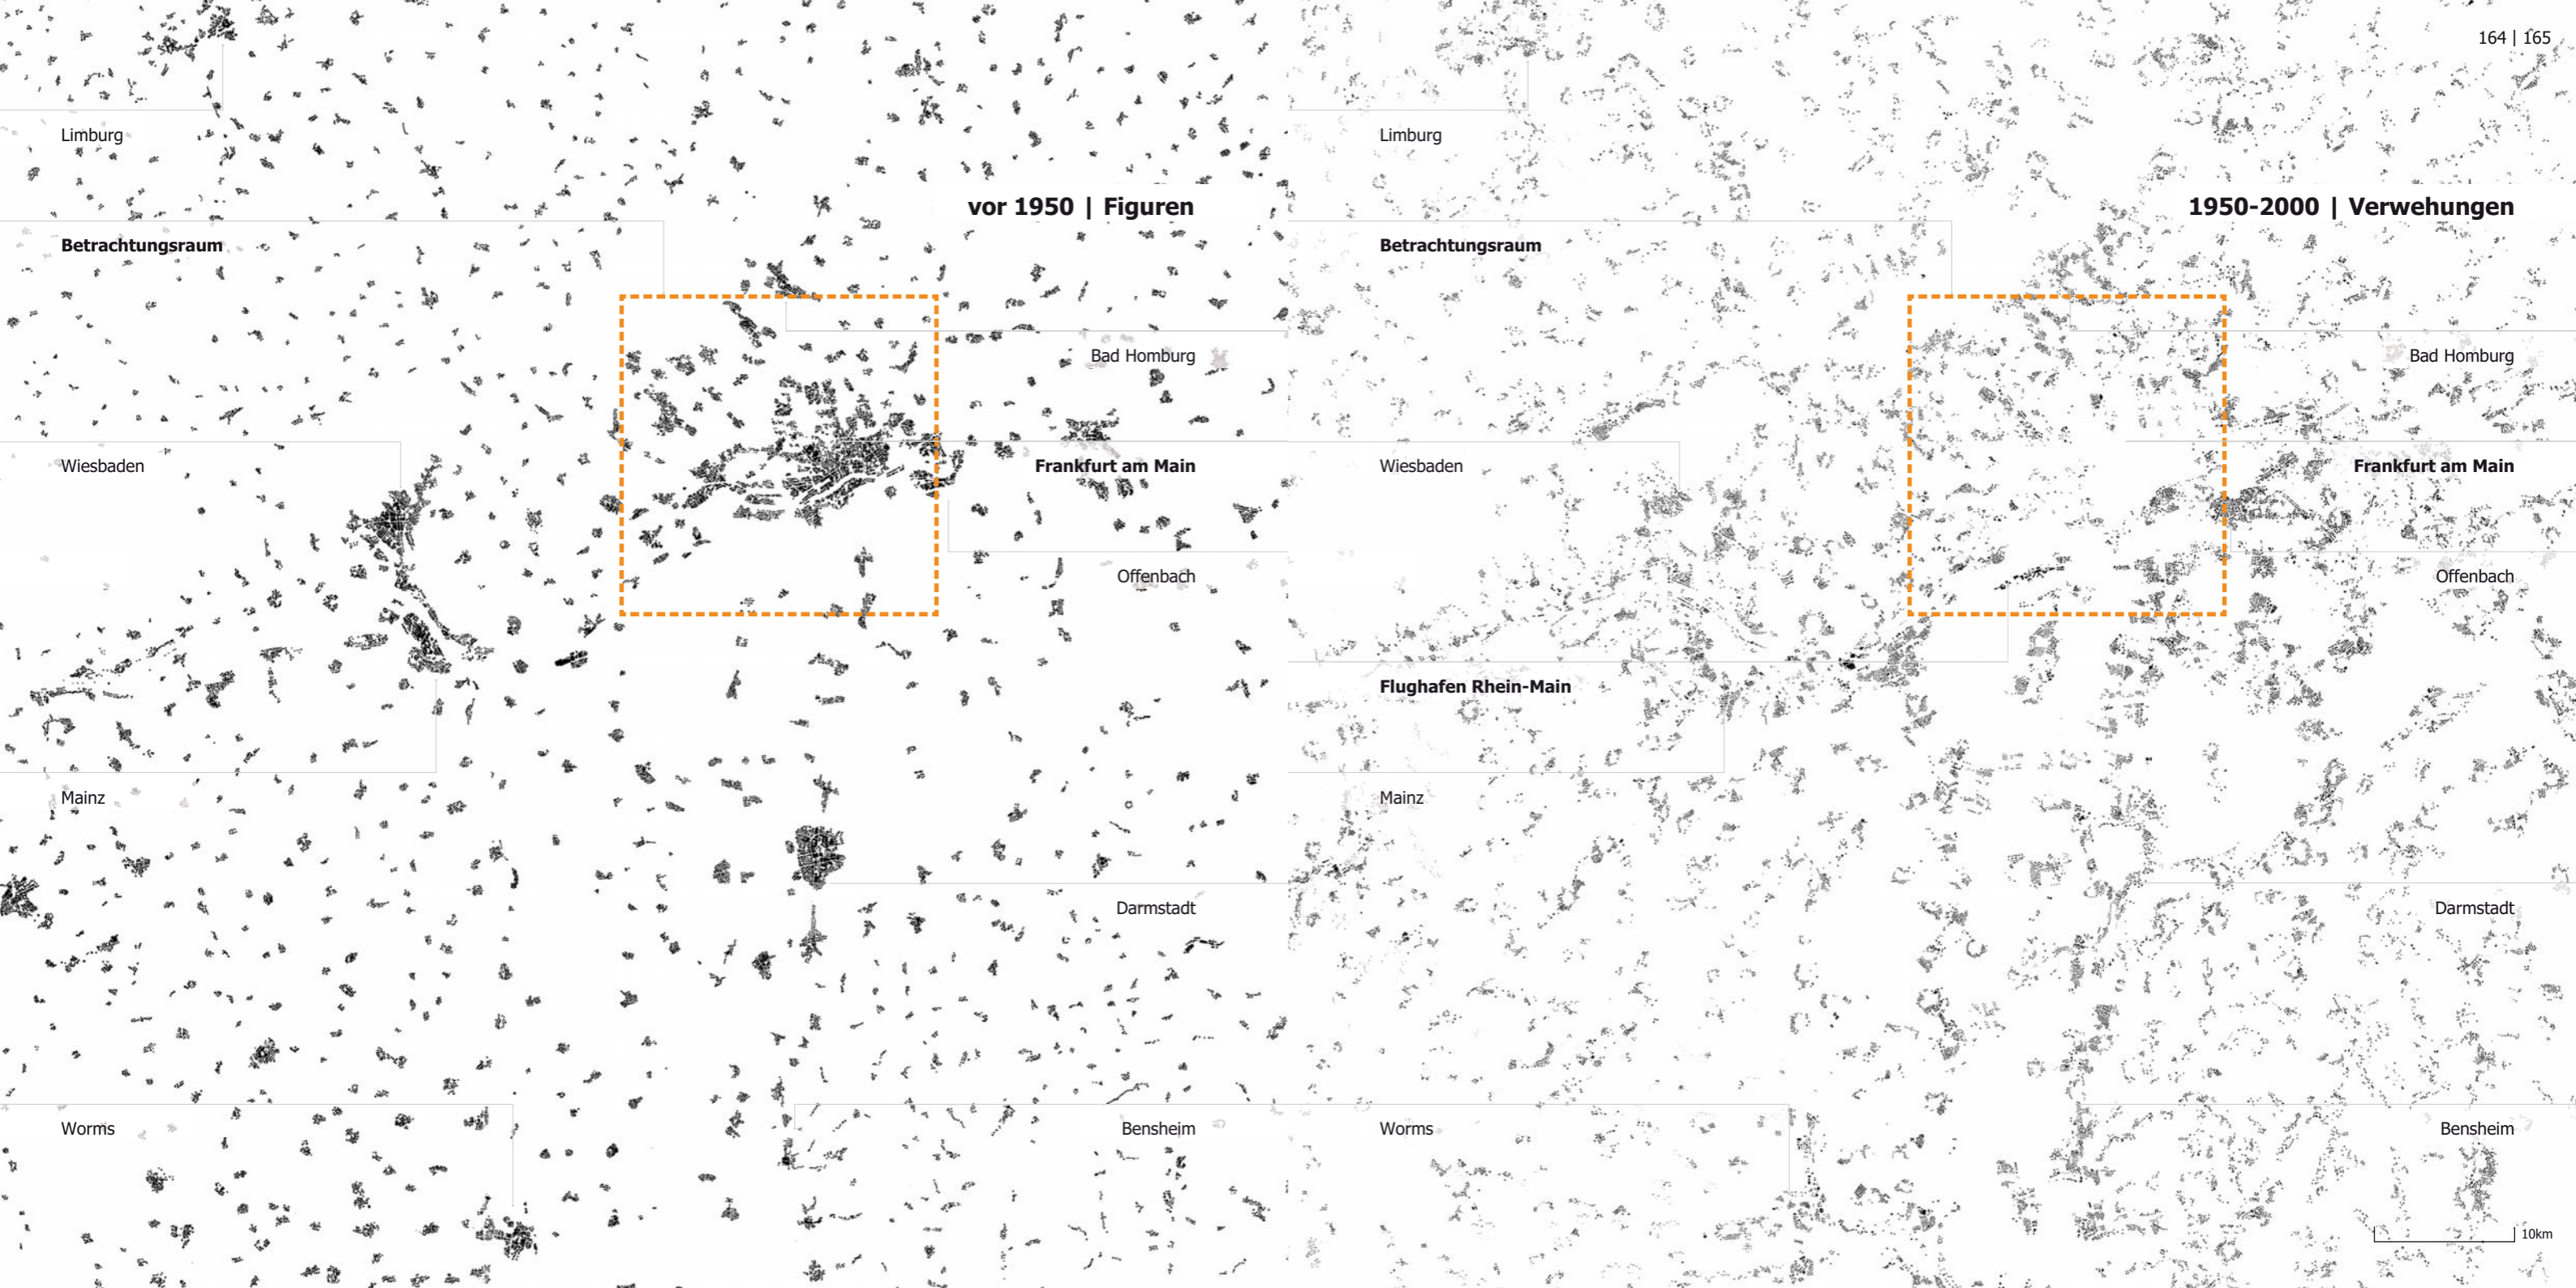 164 | 165
vor 1950 | Figuren
Limburg
Betrachtungsraum
Bad Homburg
Wiesbaden
Frankfurt am Main
Offenbach
Mainz
Darmstadt
Worms
Bensheim
1950-2000 | Verwehungen
Limburg
Betrachtungsraum
Bad Homburg
Wiesbaden
Frankfurt am Main
Offenbach
Flughafen Rhein-Main
Mainz
Darmstadt
Worms
Bensheim
10km